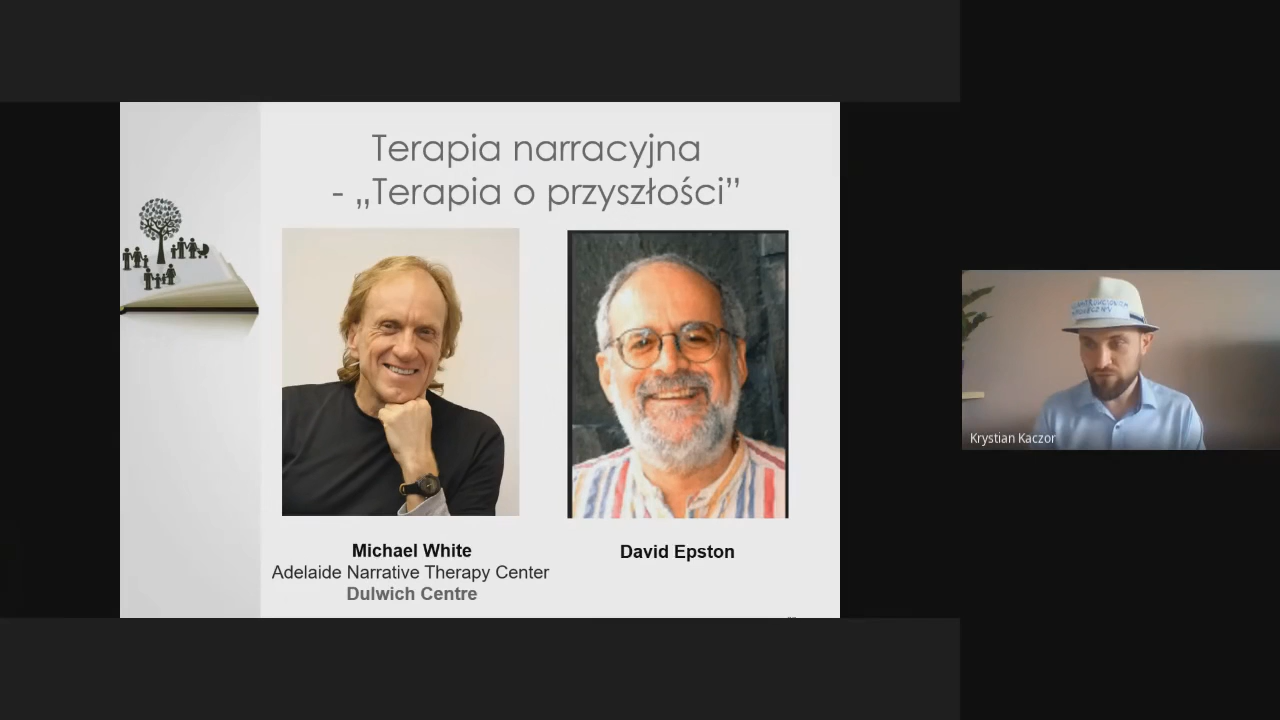 Terapia narracyjna
- „Terapia o przyszłości”
Michael White
Adelaide Narrative Therapy Center
Dulwich Centre
David Epston
Krystian Kaczor